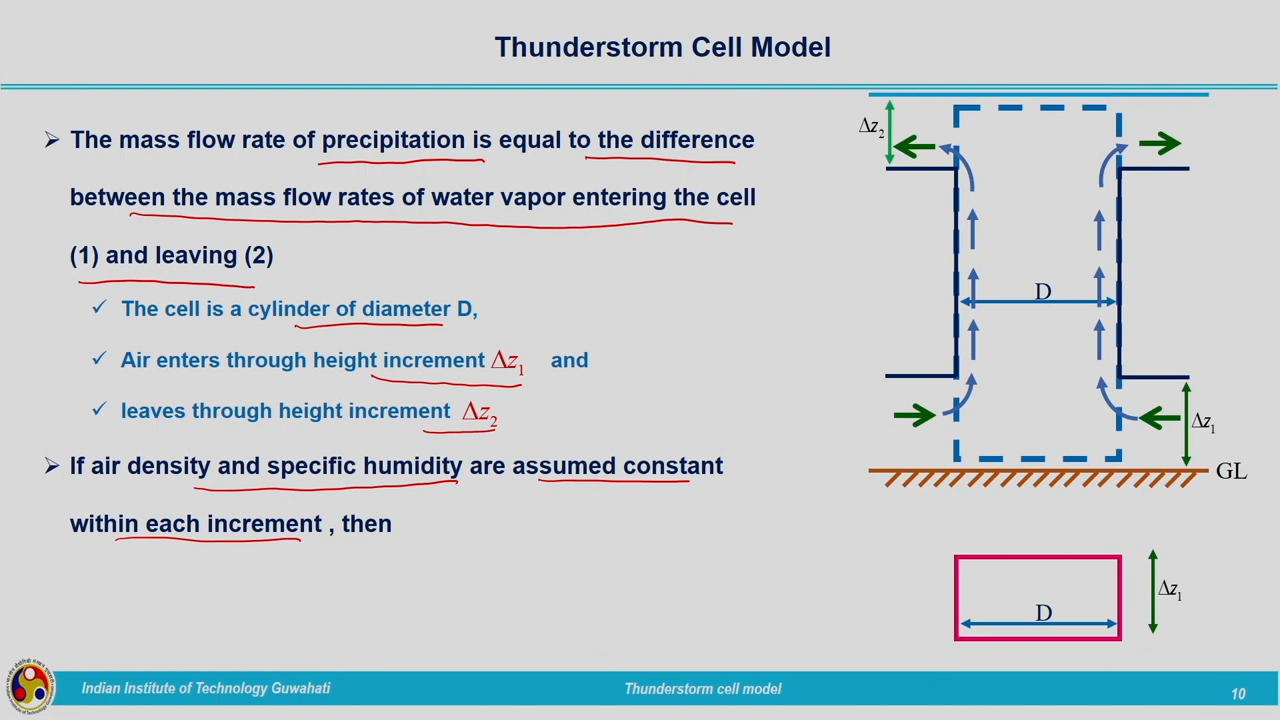 Thunderstorm Cell Model
➢ The mass flow rate of precipitation is equal to the difference
between the mass flow rates of water vapor entering the cell
(1) and leaving (2)
✓ The cell is a cylinder of diameter D,
✓ Air enters through height increment Δz₁ and
✓ leaves through height increment Δz₂
➢ If air density and specific humidity are assumed constant
within each increment , then
Δz₂
D
Δz₁
GL
Δz₁
D
Indian Institute of Technology Guwahati
Thunderstorm cell model
10